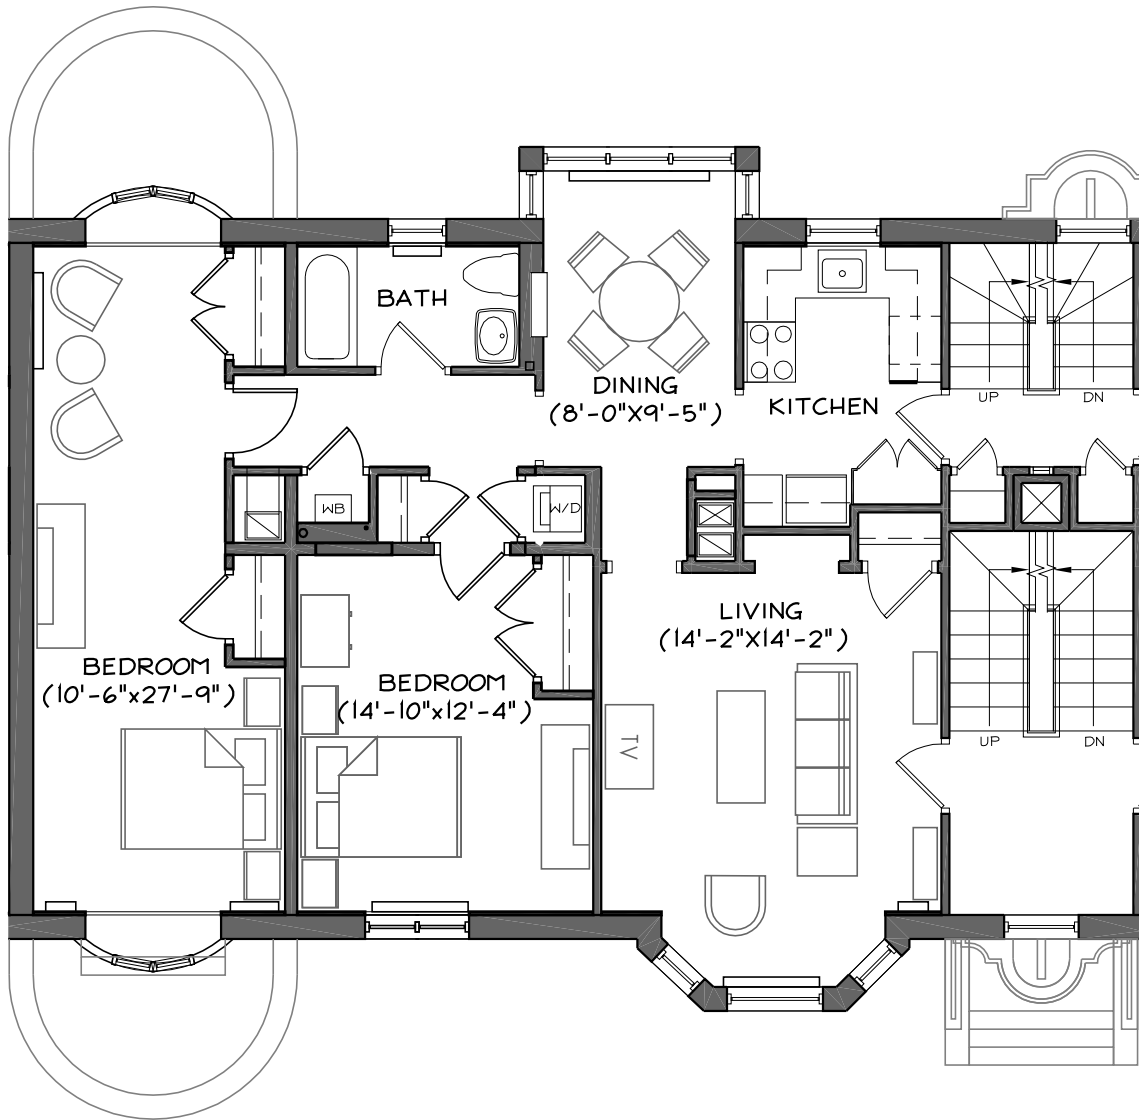 BATH
DINING
(8'-0"X9'-5")
KITCHEN
UP
DN
WB
W/D
LIVING
(14'-2"X14'-2")
BEDROOM
(10'-6"x27'-9")
BEDROOM
(14'-10"x12'-4")
TV
UP
DN